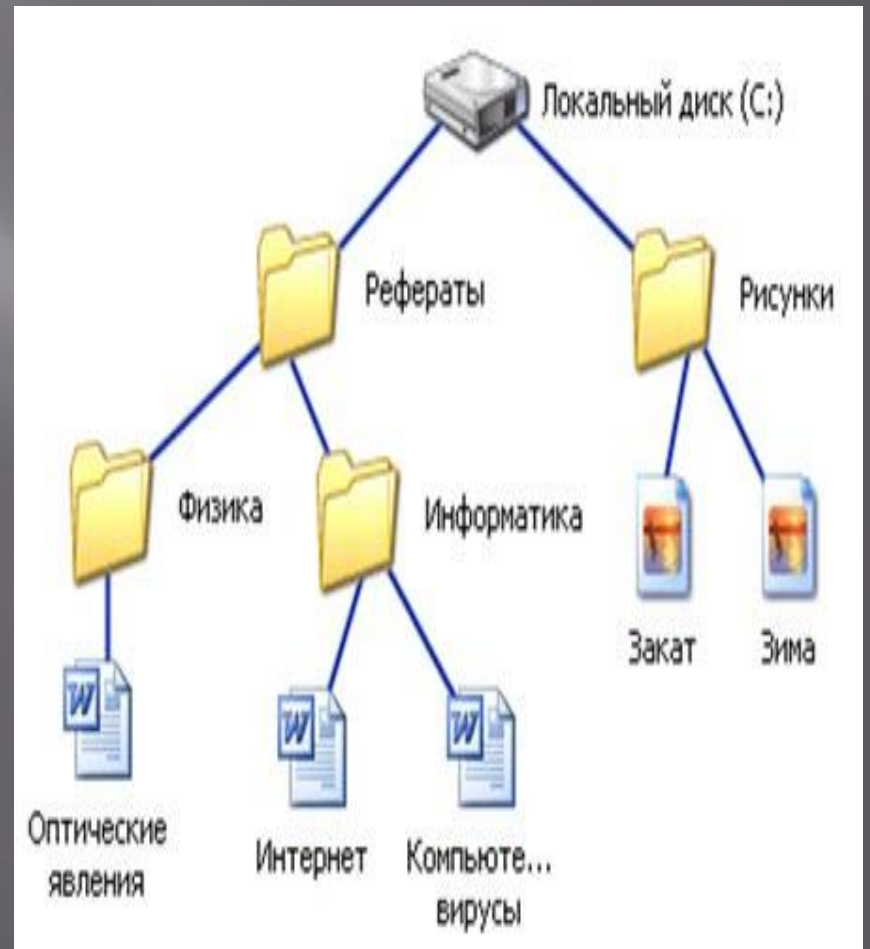 Локальный диск (C:)
Рефераты
Рисунки
Физика
Информатика
Закат
Зима
Оптические
явления
Интернет
Компьюте...
вирусы